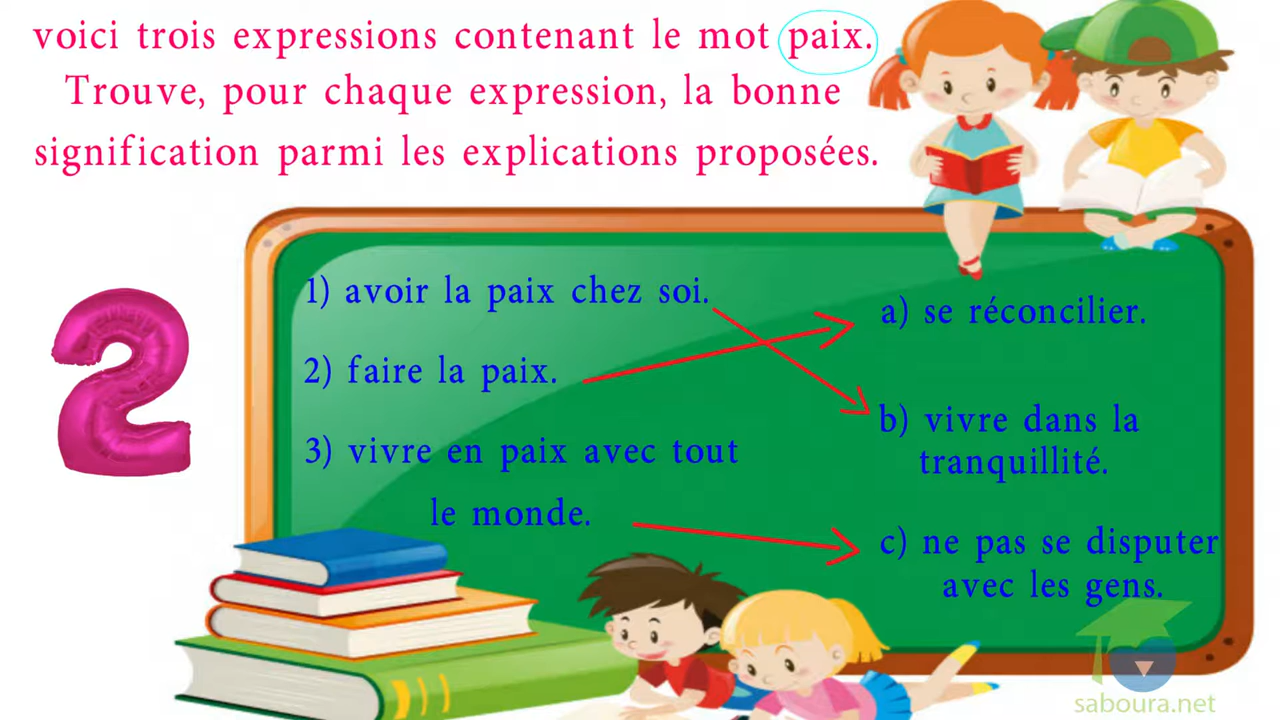 voici trois expressions contenant le mot paix.
Trouve, pour chaque expression, la bonne
signification parmi les explications proposées.
2
1) avoir la paix chez soi.
2) faire la paix.
3) vivre en paix avec tout
le monde.
a) se réconcilier.
b) vivre dans la
tranquillité.
c) ne pas se disputer
avec les gens.
saboura.net